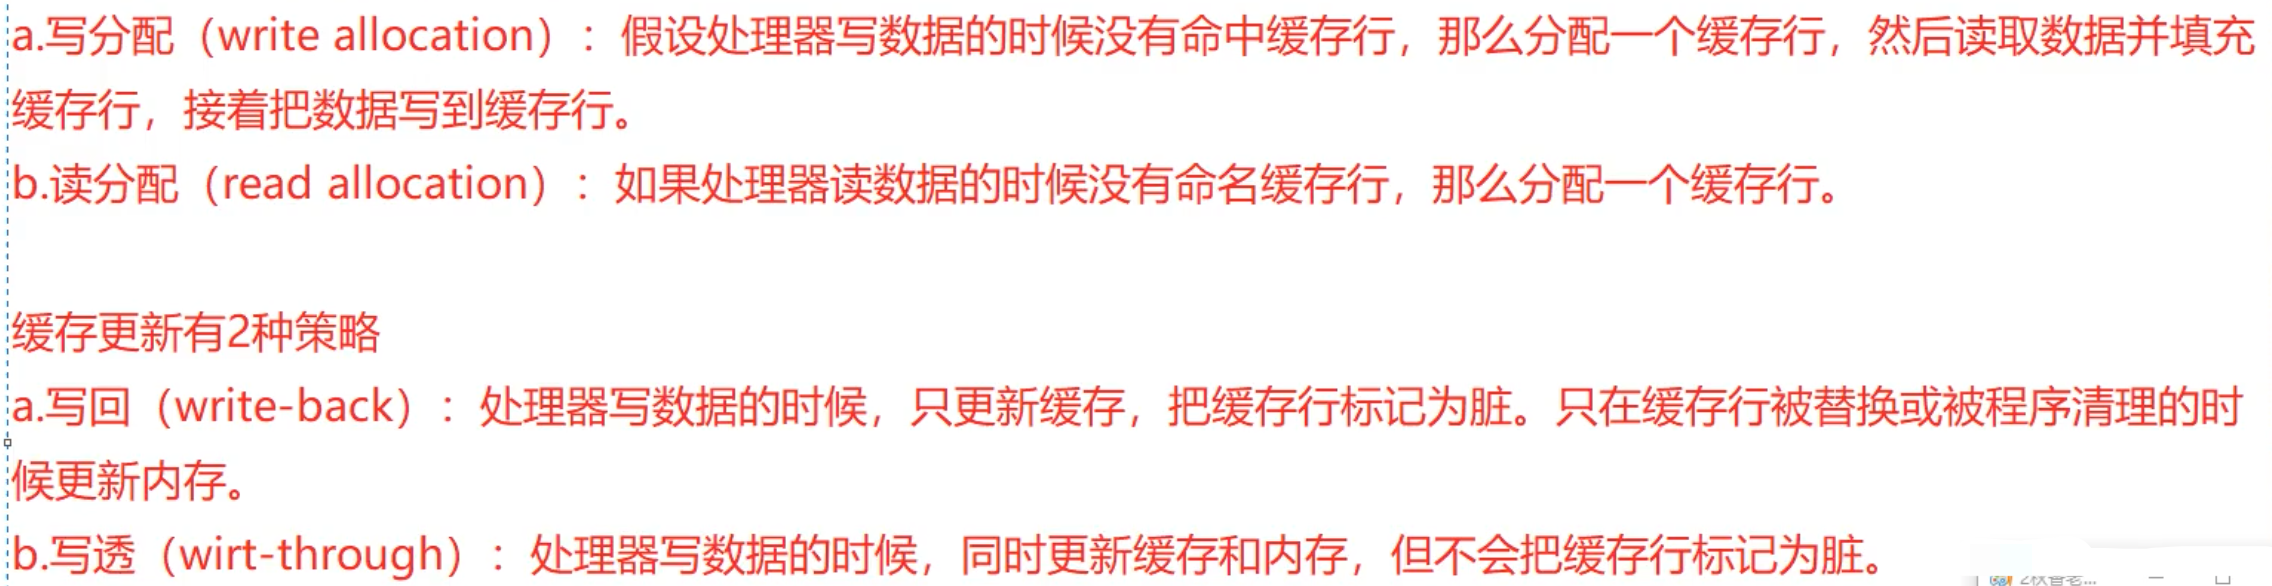 a.写分配（write allocation）：假设处理器写数据的时候没有命中缓存行，那么分配一个缓存行，然后读取数据并填充
缓存行，接着把数据写到缓存行。
b.读分配（read allocation）：如果处理器读数据的时候没有命名缓存行，那么分配一个缓存行。
缓存更新有2种策略
a.写回（write-back）：处理器写数据的时候，只更新缓存，把缓存行标记为脏。只在缓存行被替换或被程序清理的时
候更新内存。
b.写透（wirt-through）：处理器写数据的时候，同时更新缓存和内存，但不会把缓存行标记为脏。